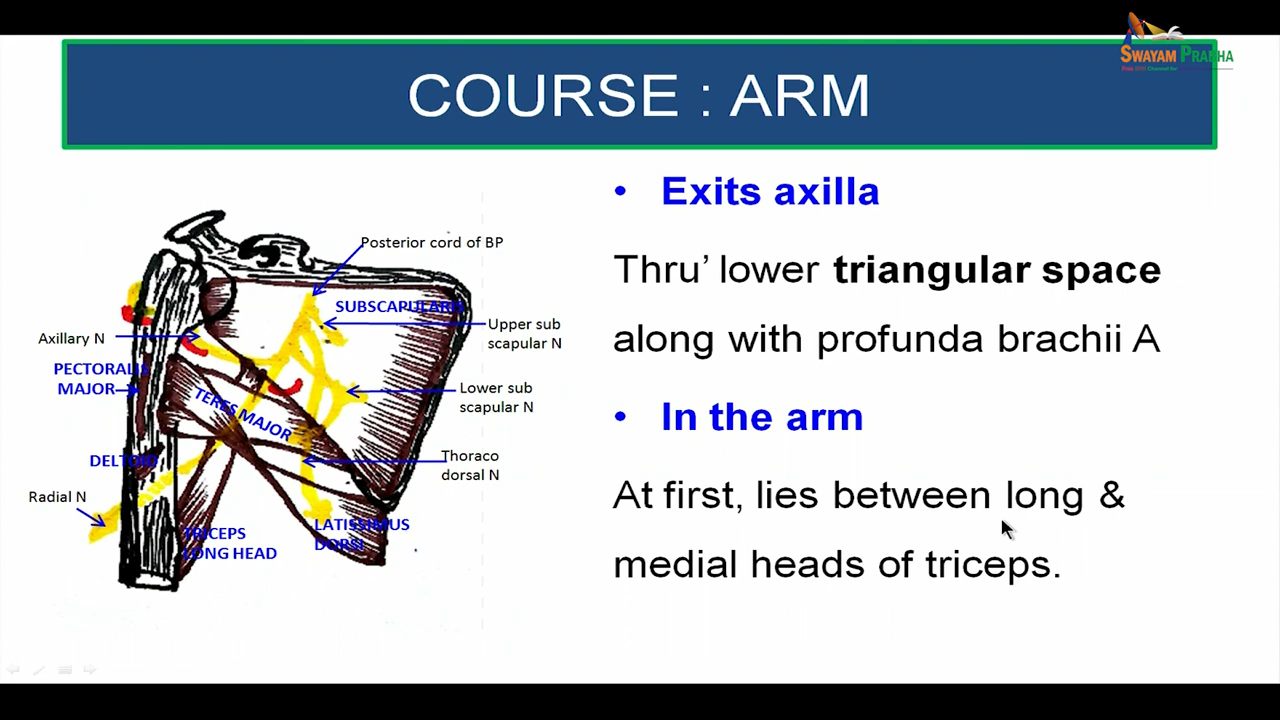 SWAYAM PRABHA
COURSE : ARM
• Exits axilla
Thru’ lower triangular space
along with profunda brachii A
• In the arm
At first, lies between long &
medial heads of triceps.
Posterior cord of BP
SUBSCAPULARIS
Upper sub
scapular N
Axillary N
PECTORALIS
MAJOR
Lower sub
scapular N
TERES MAJOR
DELTOID
Thoraco
dorsal N
Radial N
TRICEPS
LONG HEAD
LATISSIMUS
DORSI